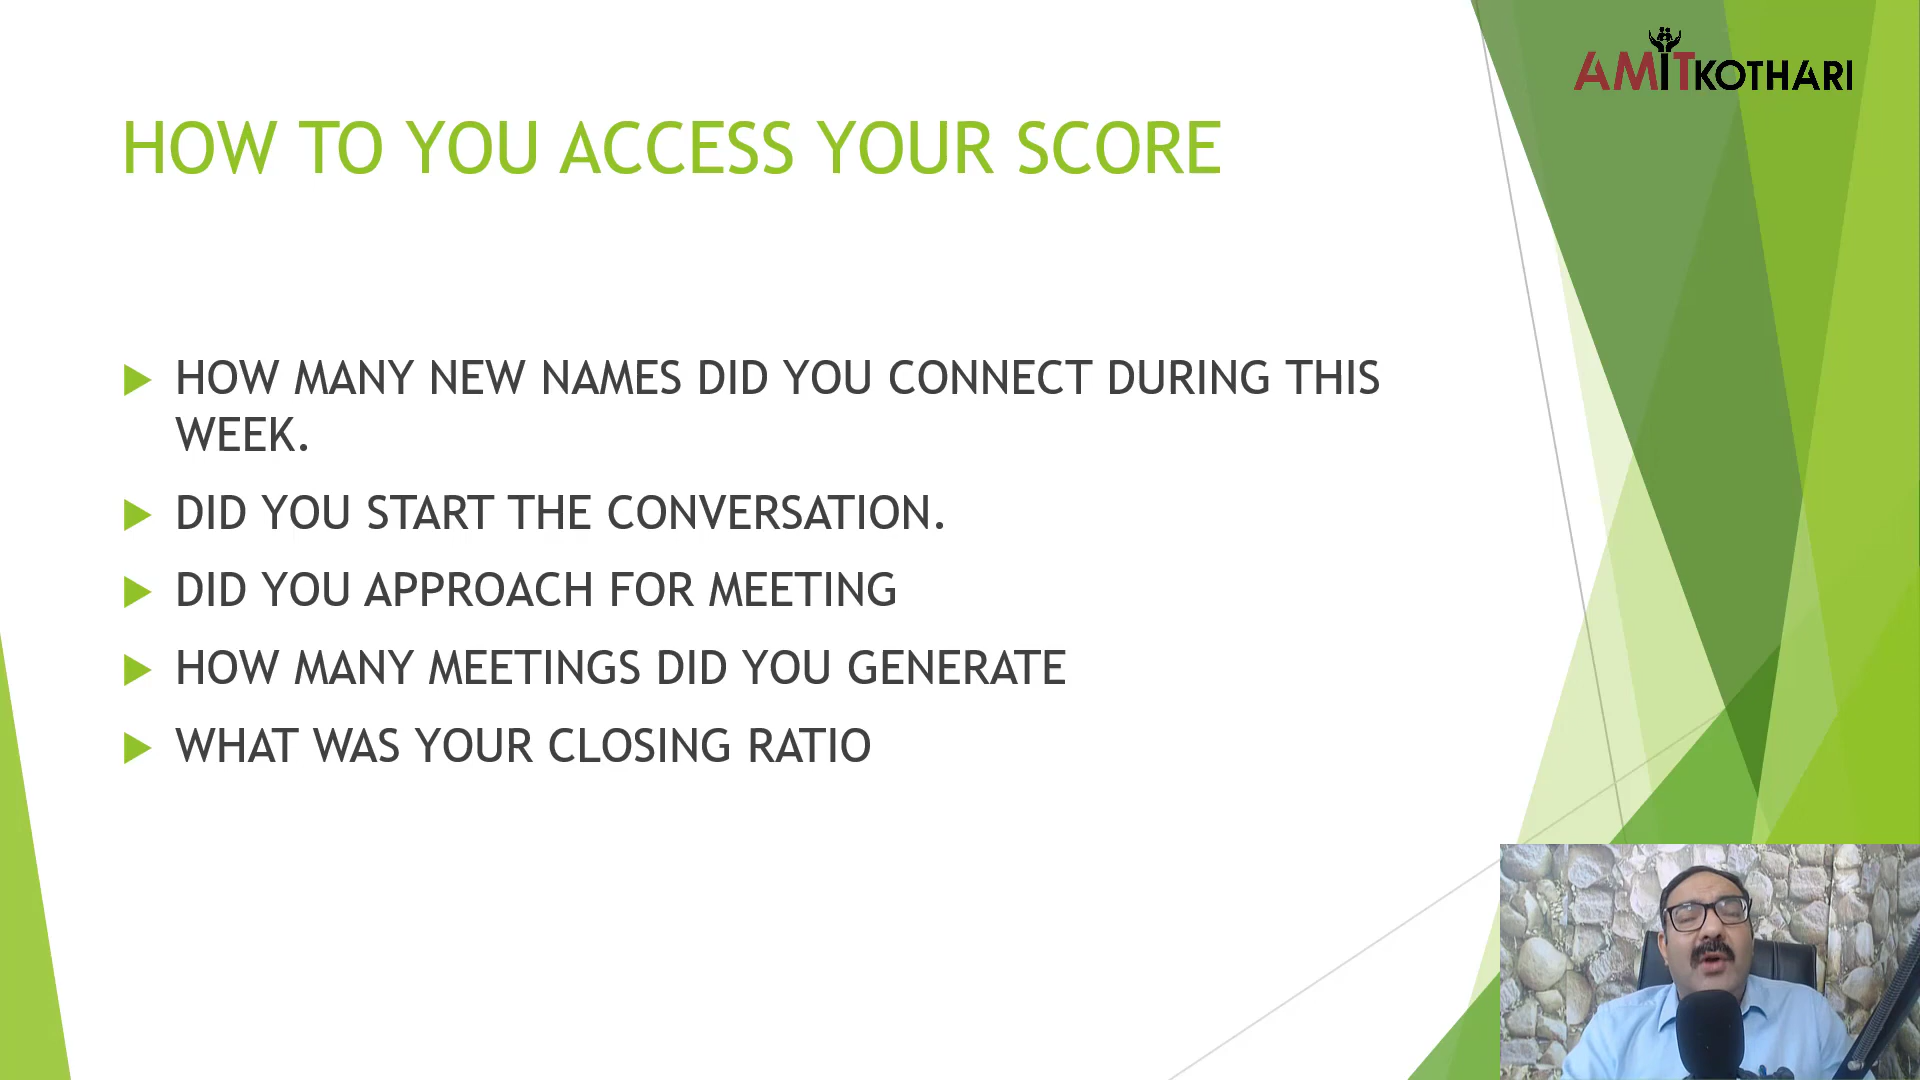 AMITKOTHARI
HOW TO YOU ACCESS YOUR SCORE
HOW MANY NEW NAMES DID YOU CONNECT DURING THIS
WEEK.
DID YOU START THE CONVERSATION.
DID YOU APPROACH FOR MEETING
HOW MANY MEETINGS DID YOU GENERATE
WHAT WAS YOUR CLOSING RATIO